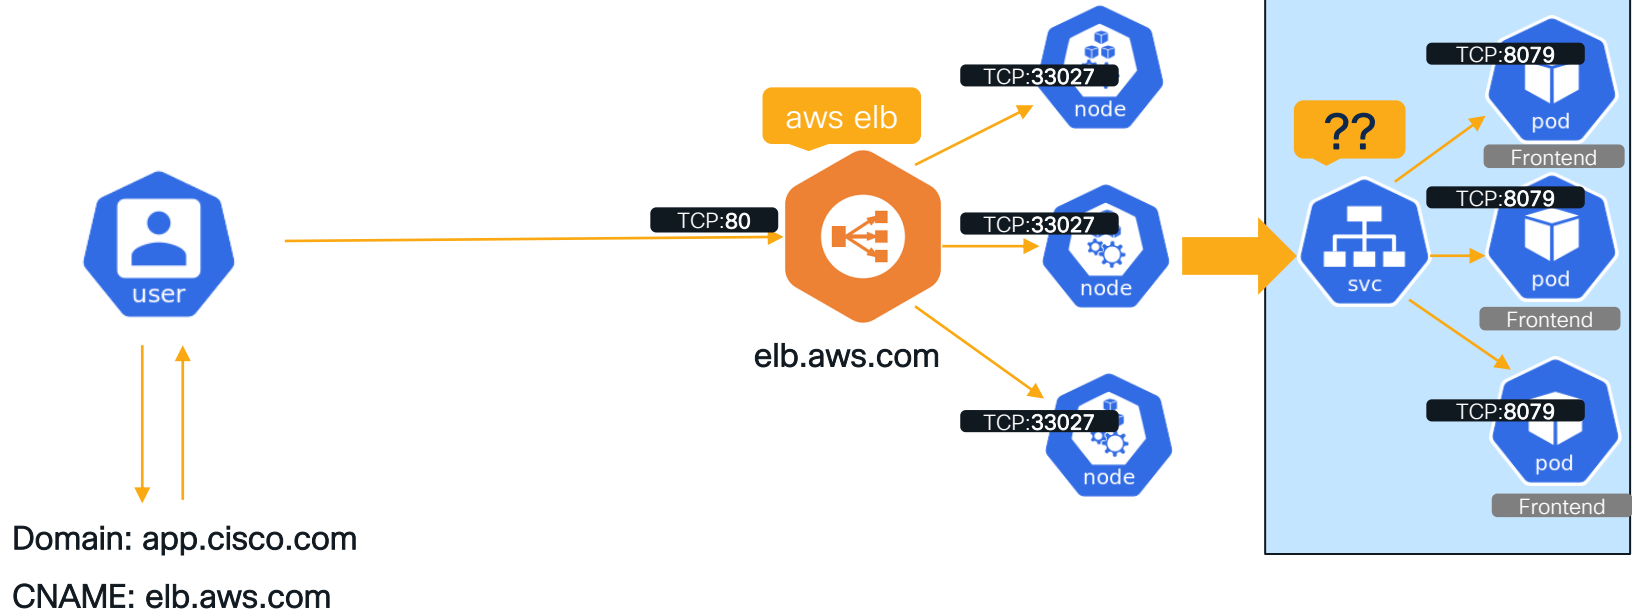 aws elb
TCP:80
elb.aws.com
user
Domain: app.cisco.com
CNAME: elb.aws.com
TCP:33027
node
TCP:33027
node
TCP:33027
node
??
svc
TCP:8079
pod
Frontend
TCP:8079
pod
Frontend
TCP:8079
pod
Frontend